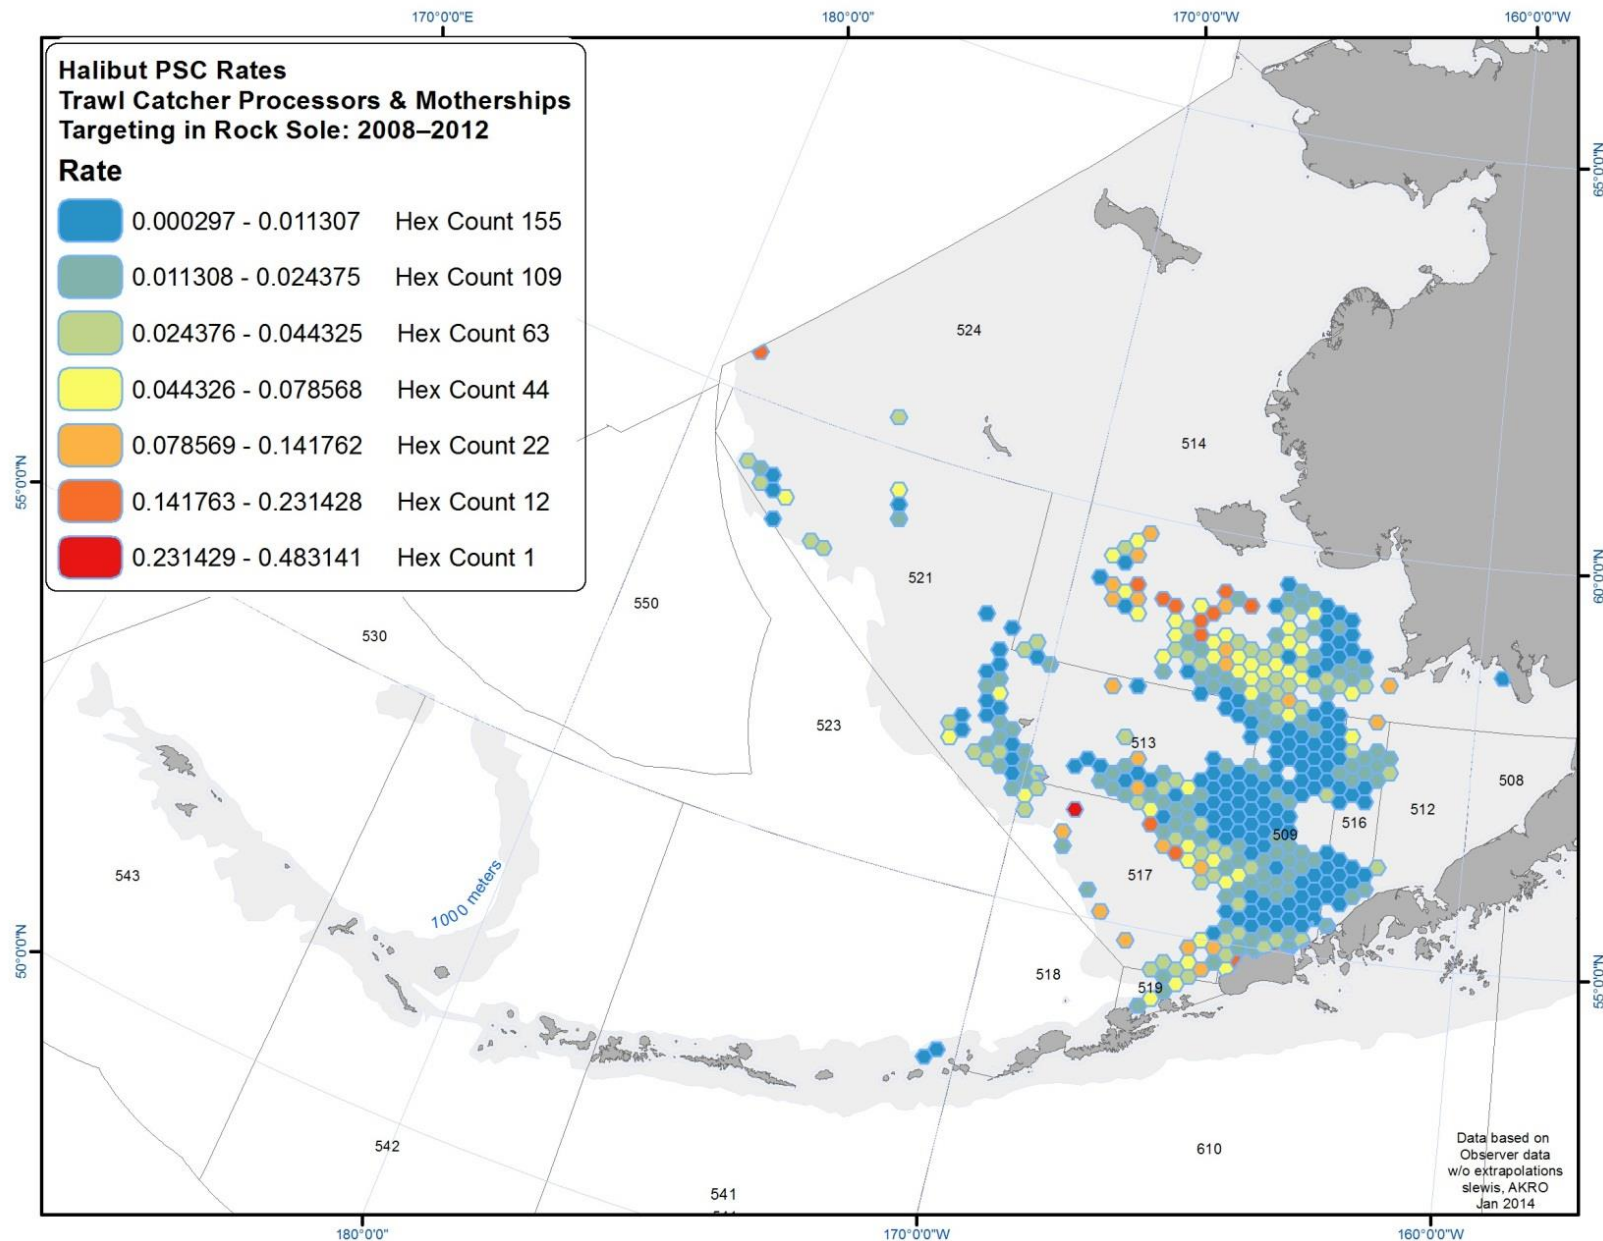 170°0'0"E
180°0'0"
170°0'0"W
160°0'0"W
Halibut PSC Rates
Trawl Catcher Processors & Motherships
Targeting in Rock Sole: 2008–2012
Rate
0.000297 - 0.011307 Hex Count 155
0.011308 - 0.024375 Hex Count 109
0.024376 - 0.044325 Hex Count 63
0.044326 - 0.078568 Hex Count 44
0.078569 - 0.141762 Hex Count 22
0.141763 - 0.231428 Hex Count 12
0.231429 - 0.483141 Hex Count 1
65°0'0"N
524
514
55°0'0"N
521
60°0'0"N
550
530
523
513
508
512
516
509
543
517
7000 meters
50°0'0"N
518
519
55°0'0"N
542
610
541
Data based on
Observer data
w/o extrapolations
slewis, AKRO
Jan 2014
180°0'0"
170°0'0"W
160°0'0"W